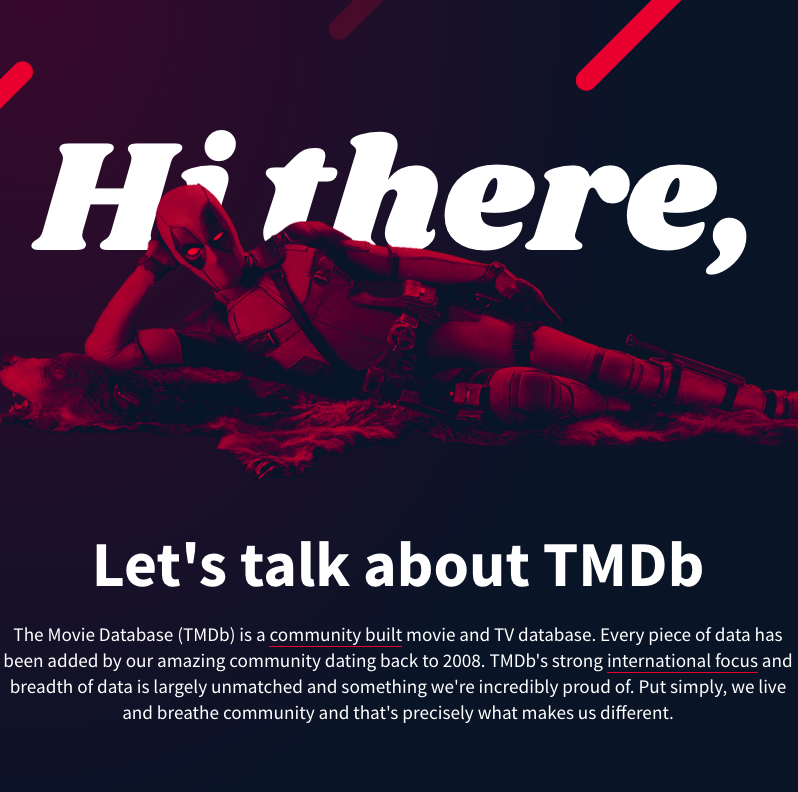 Hi there,
Let's talk about TMDb
The Movie Database (TMDb) is a community built movie and TV database. Every piece of data has
been added by our amazing community dating back to 2008. TMDb's strong international focus and
breadth of data is largely unmatched and something we're incredibly proud of. Put simply, we live
and breathe community and that's precisely what makes us different.